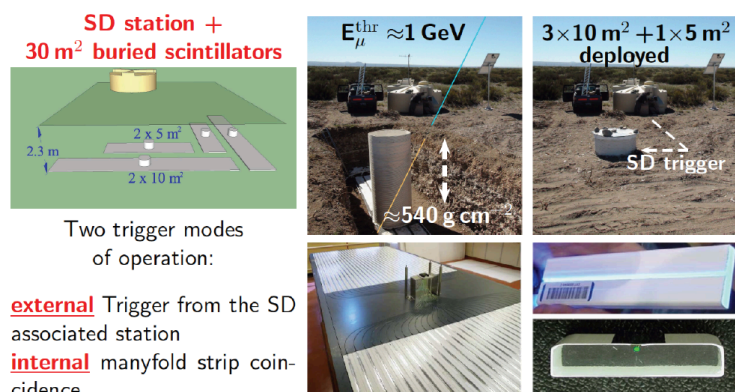 SD station +
30 m² buried scintillators
2.3 m
2 x 5 m²
2 x 10 m²
Two trigger modes
of operation:
external Trigger from the SD
associated station
internal manyfold strip coin-
cidence
E_μ^thr ≈1 GeV
≈540 g cm⁻²
3×10 m² +1×5 m²
deployed
SD trigger